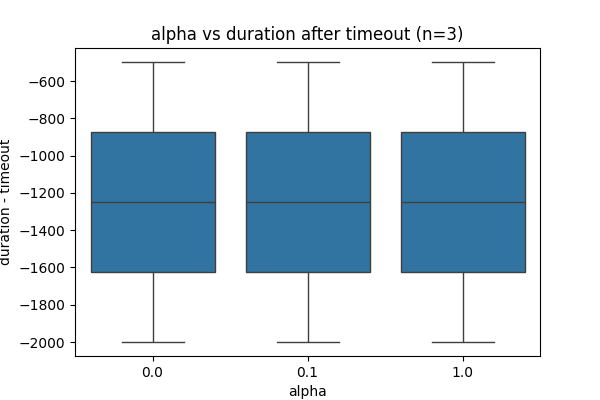 alpha vs duration after timeout (n=3)
duration - timeout
−600
−800
−1000
−1200
−1400
−1600
−1800
−2000
0.0 0.1 1.0
alpha